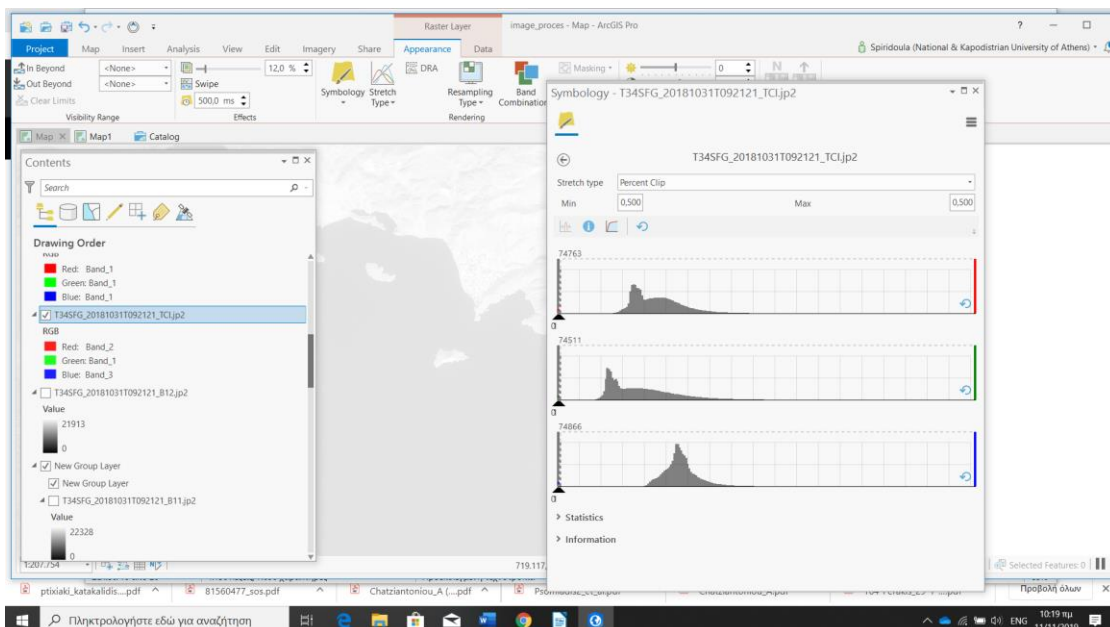 Raster Layer
image_proces - Map - ArcGIS Pro
?
Project Map Insert Analysis View Edit Imagery Share Appearance Data
Spiridoula (National & Kapodistrian University of Athens)
In Beyond <None>
Out Beyond <None>
Clear Limits
Visibility Range
12,0 %
Swipe
500,0 ms
Effects
Symbology
Stretch Type
DRA
Resampling Type
Band Combination
Rendering
Masking
0
Map Map1 Catalog
Contents
Search
Drawing Order
RGB
Red: Band_1
Green: Band_1
Blue: Band_1
T34SFG_20181031T092121_TCI.jp2
RGB
Red: Band_2
Green: Band_1
Blue: Band_3
T34SFG_20181031T092121_B12.jp2
Value
21913
0
New Group Layer
New Group Layer
T34SFG_20181031T092121_B11.jp2
Value
22328
0
1:207.754
719.117,
Symbology - T34SFG_20181031T092121_TCI.jp2
T34SFG_20181031T092121_TCI.jp2
Stretch type Percent Clip
Min 0,500 Max 0,500
74763
0
74511
0
74866
0
Statistics
Information
Selected Features: 0
ptixiaki_katakalidis....pdf
81560477_sos.pdf
Chatziantoniou_A (....pdf
Προβολή όλων
Πληκτρολογήστε εδώ για αναζήτηση
ENG
10:19 πμ
11/11/2019